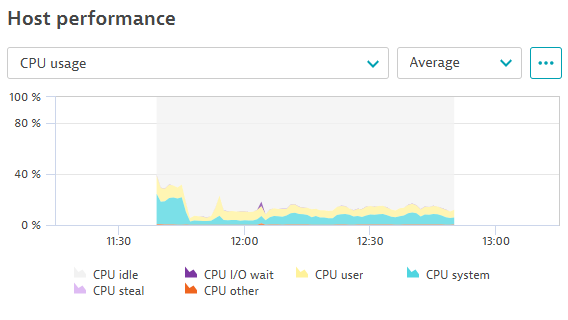 Host performance
CPU usage
Average
100 %
80 %
40 %
0 %
11:30 12:00 12:30 13:00
CPU idle CPU I/O wait CPU user CPU system
CPU steal CPU other